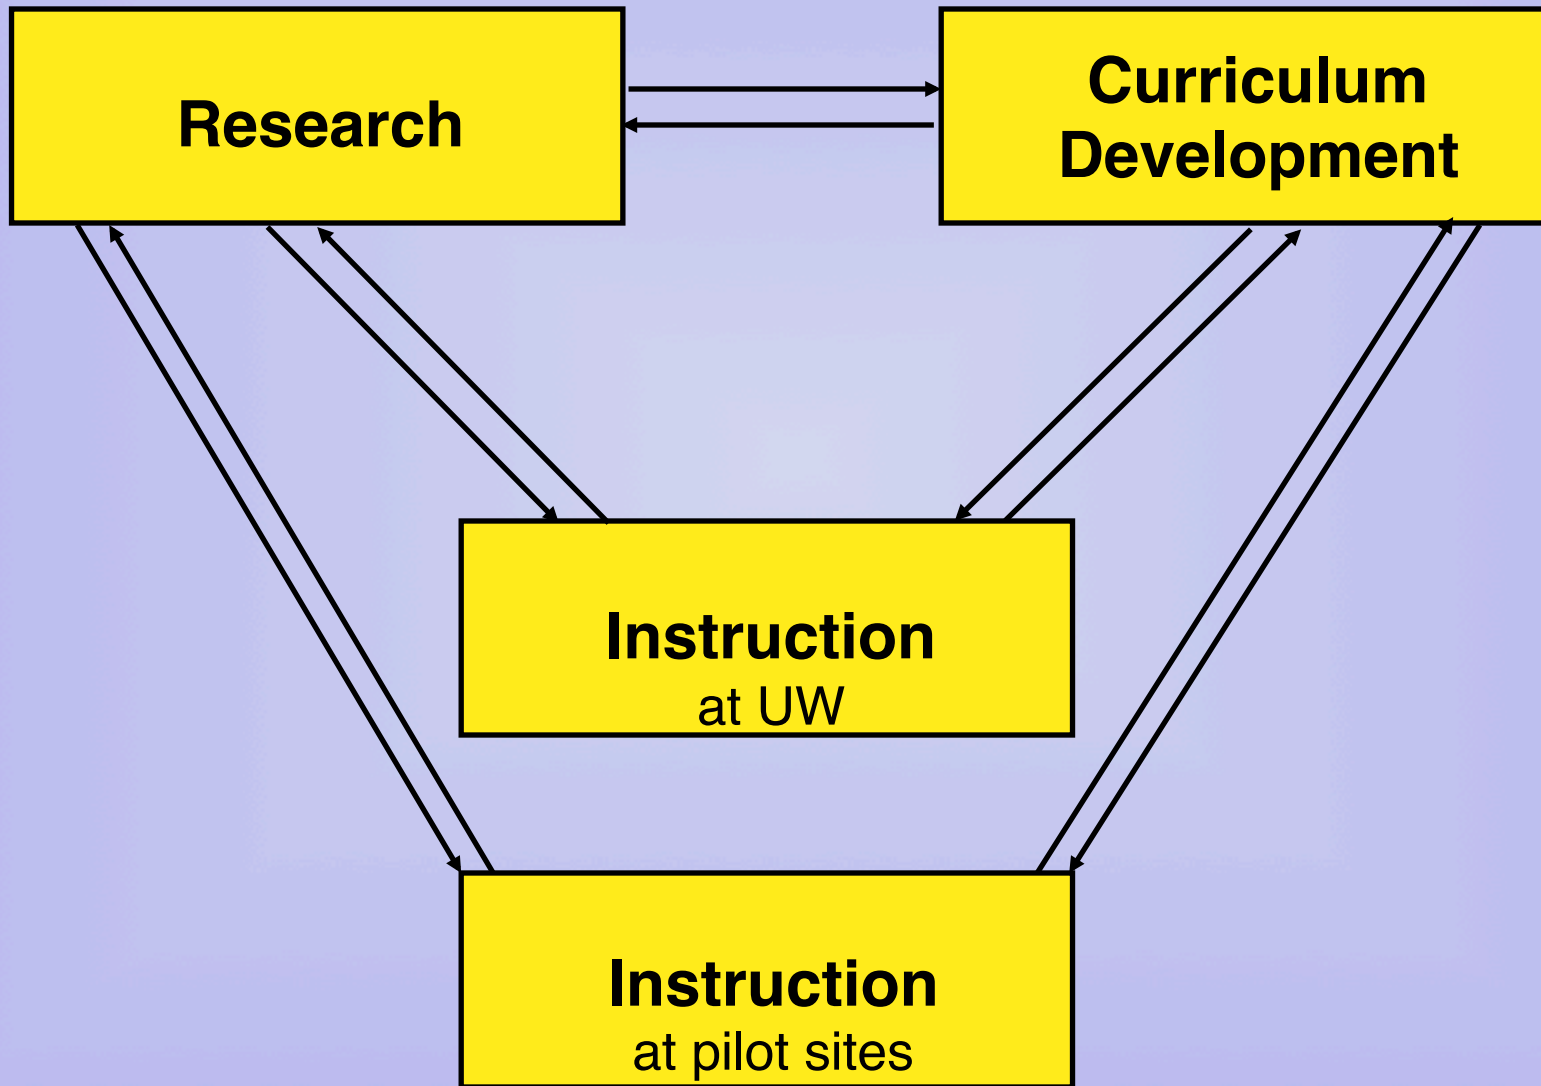 Research
Curriculum
Development
Instruction
at UW
Instruction
at pilot sites